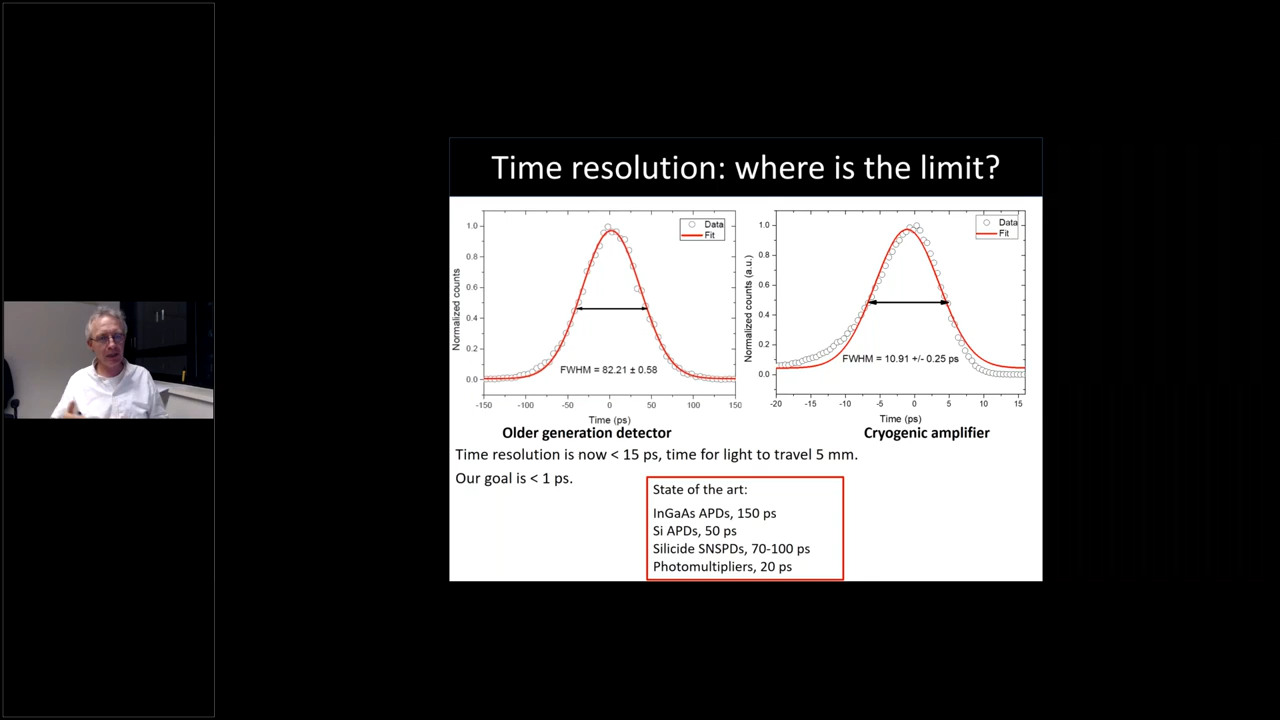 Time resolution: where is the limit?
Data
Fit
1.0
0.8
0.6
0.4
0.2
0.0
Normalized counts
FWHM = 82.21 ± 0.58
-150 -100 -50 0 50 100 150
Time (ps)
Older generation detector
Data
Fit
1.0
0.8
0.6
0.4
0.2
0.0
Normalized counts (a.u.)
FWHM = 10.91 +/- 0.25 ps
-20 -15 -10 -5 0 5 10 15
Time (ps)
Cryogenic amplifier
Time resolution is now < 15 ps, time for light to travel 5 mm.
Our goal is < 1 ps.
State of the art:
InGaAs APDs, 150 ps
Si APDs, 50 ps
Silicide SNSPDs, 70-100 ps
Photomultipliers, 20 ps